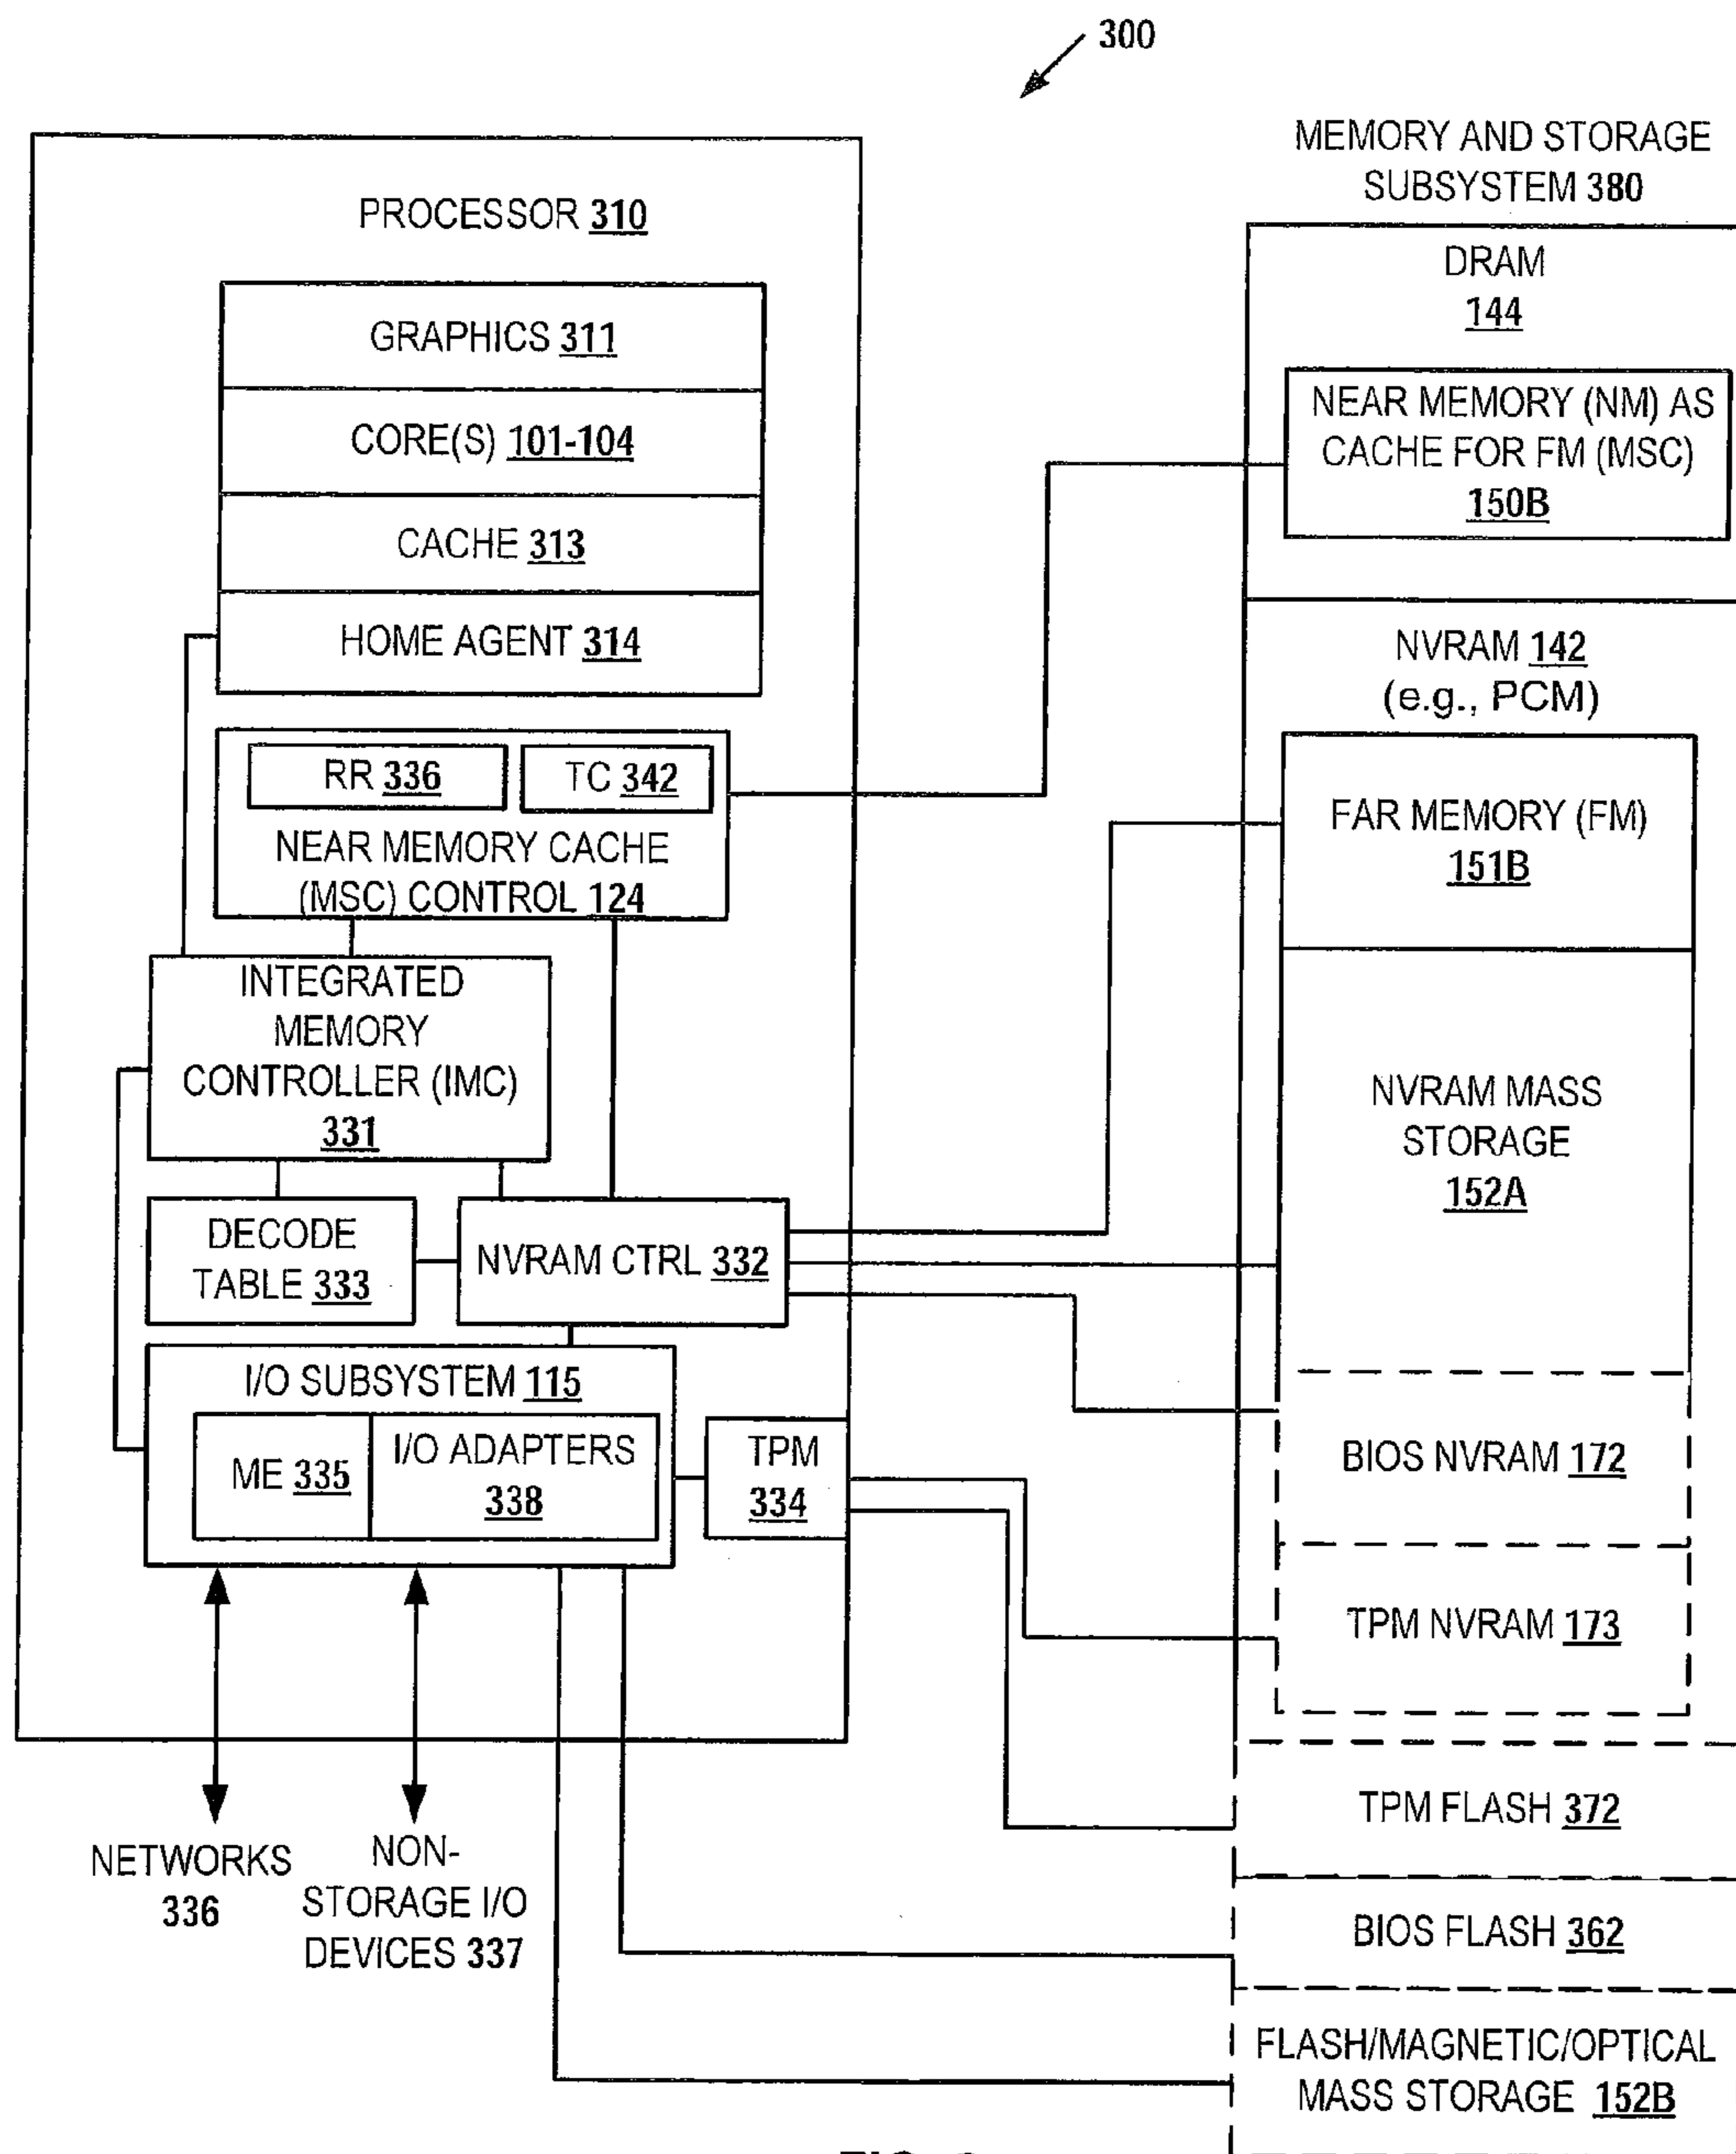 300
PROCESSOR 310
GRAPHICS 311
CORE(S) 101-104
CACHE 313
HOME AGENT 314
RR 336
TC 342
NEAR MEMORY CACHE
(MSC) CONTROL 124
INTEGRATED
MEMORY
CONTROLLER (IMC)
331
DECODE
TABLE 333
NVRAM CTRL 332
I/O SUBSYSTEM 115
ME 335
I/O ADAPTERS
338
TPM
334
NETWORKS
336
NON-
STORAGE I/O
DEVICES 337
MEMORY AND STORAGE
SUBSYSTEM 380
DRAM
144
NEAR MEMORY (NM) AS
CACHE FOR FM (MSC)
150B
NVRAM 142
(e.g., PCM)
FAR MEMORY (FM)
151B
NVRAM MASS
STORAGE
152A
BIOS NVRAM 172
TPM NVRAM 173
TPM FLASH 372
BIOS FLASH 362
FLASH/MAGNETIC/OPTICAL
MASS STORAGE 152B